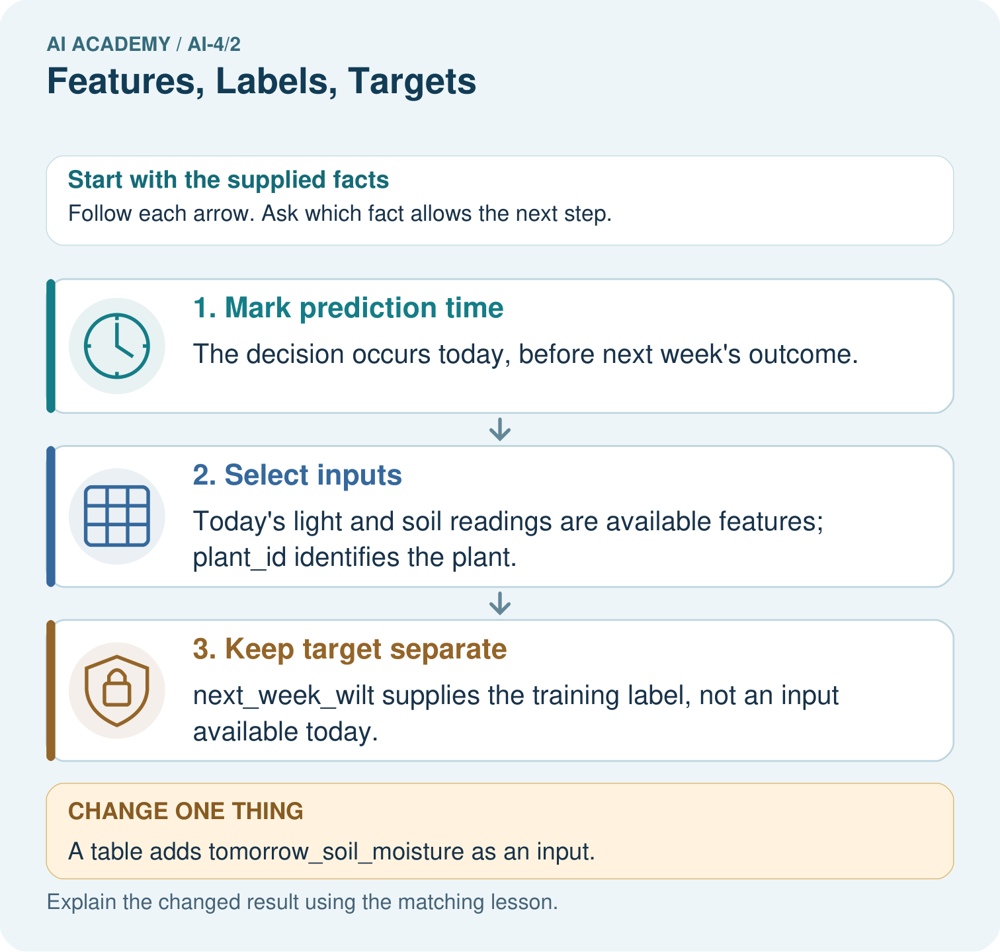 AI ACADEMY / AI-4/2
Features, Labels, Targets
Start with the supplied facts
Follow each arrow. Ask which fact allows the next step.
1. Mark prediction time
The decision occurs today, before next week's outcome.
2. Select inputs
Today's light and soil readings are available features;
plant_id identifies the plant.
3. Keep target separate
next_week_wilt supplies the training label, not an input
available today.
CHANGE ONE THING
A table adds tomorrow_soil_moisture as an input.
Explain the changed result using the matching lesson.